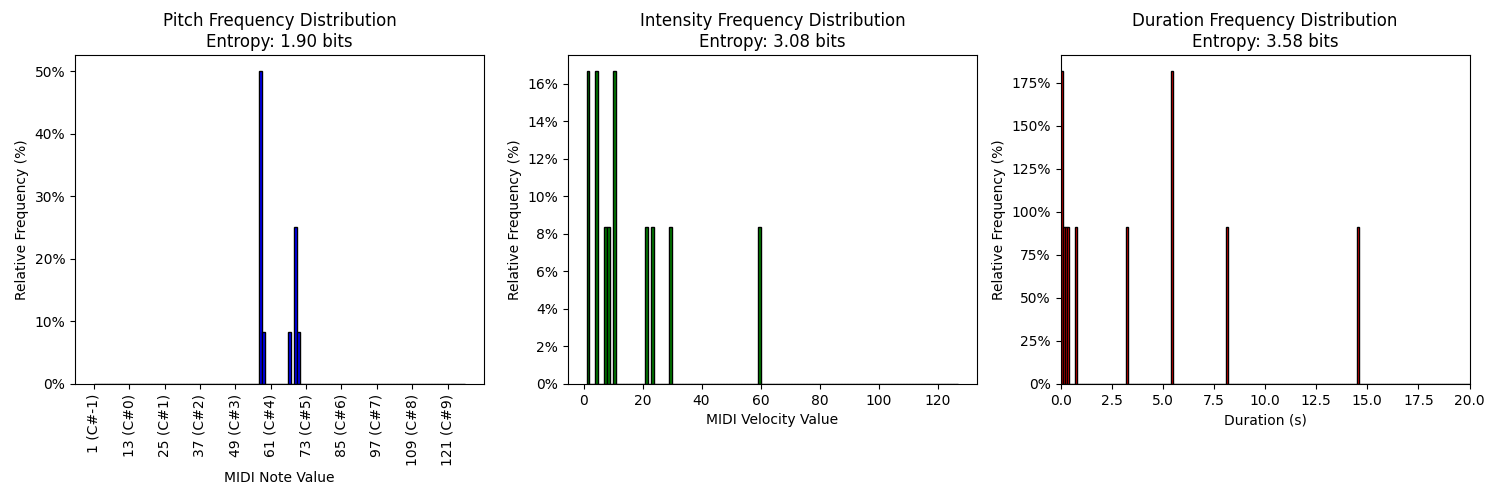 Pitch Frequency Distribution
Entropy: 1.90 bits
Relative Frequency (%)
50%
40%
30%
20%
10%
0%
1 (C#-1)
13 (C#0)
25 (C#1)
37 (C#2)
49 (C#3)
61 (C#4)
73 (C#5)
85 (C#6)
97 (C#7)
109 (C#8)
121 (C#9)
MIDI Note Value
Intensity Frequency Distribution
Entropy: 3.08 bits
Relative Frequency (%)
16%
14%
12%
10%
8%
6%
4%
2%
0%
0
20
40
60
80
100
120
MIDI Velocity Value
Duration Frequency Distribution
Entropy: 3.58 bits
Relative Frequency (%)
175%
150%
125%
100%
75%
50%
25%
0%
0.0
2.5
5.0
7.5
10.0
12.5
15.0
17.5
20.0
Duration (s)